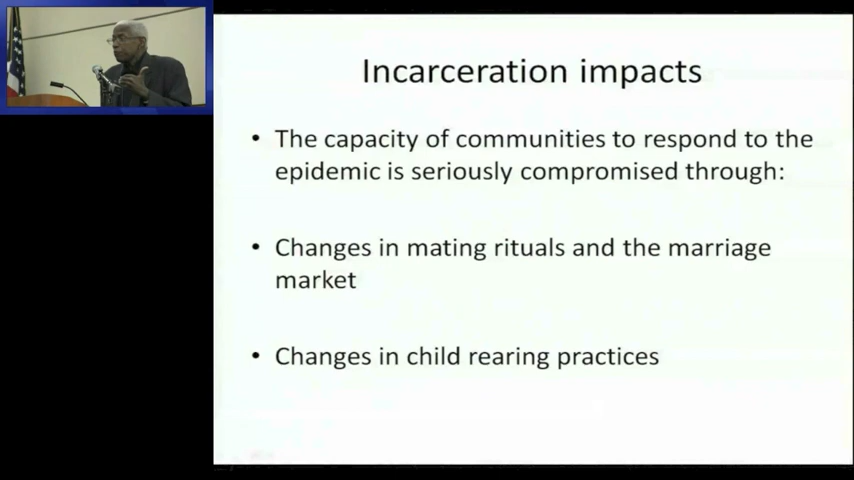 Incarceration impacts
• The capacity of communities to respond to the
epidemic is seriously compromised through:
• Changes in mating rituals and the marriage
market
• Changes in child rearing practices